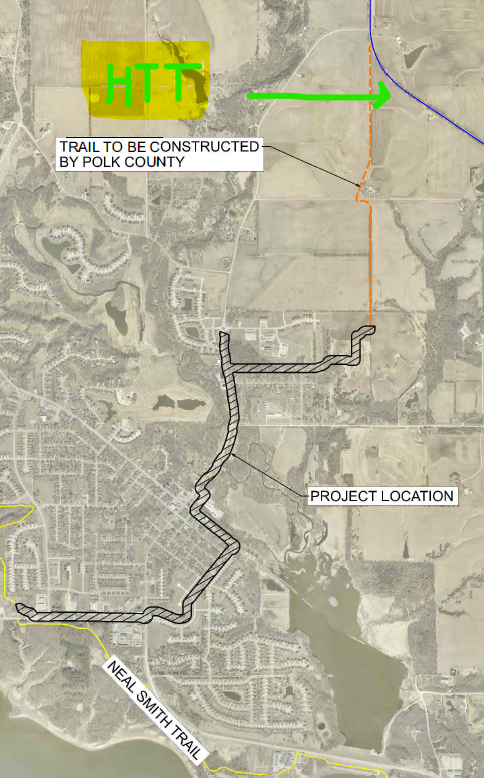 HTT
TRAIL TO BE CONSTRUCTED
BY POLK COUNTY
PROJECT LOCATION
NEAL SMITH TRAIL